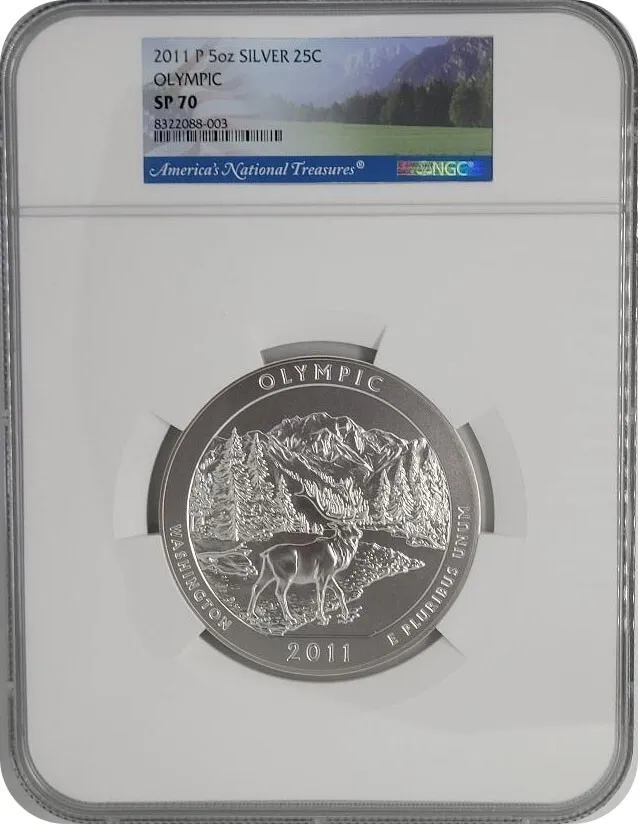 2011 P 5oz SILVER 25C
OLYMPIC
SP 70
8322088-003
America's National Treasures®
NGC
OLYMPIC
WASHINGTON
E PLURIBUS UNUM
2011